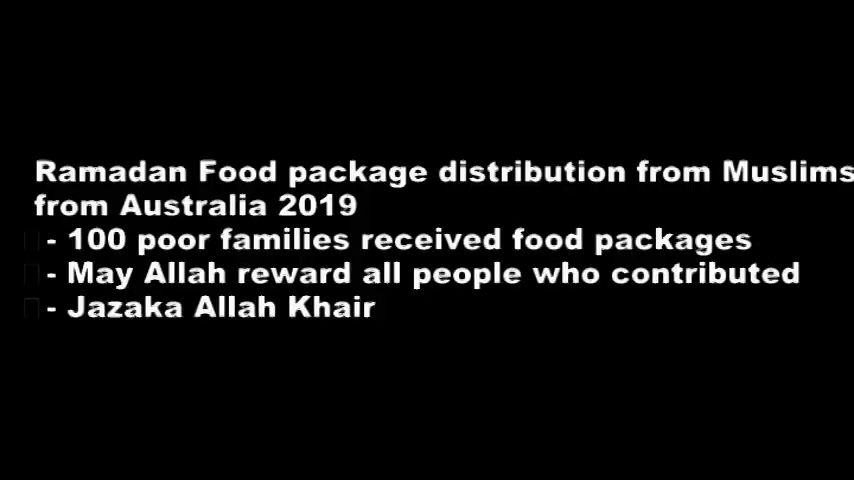 Ramadan Food package distribution from Muslims
from Australia 2019
- 100 poor families received food packages
- May Allah reward all people who contributed
- Jazaka Allah Khair